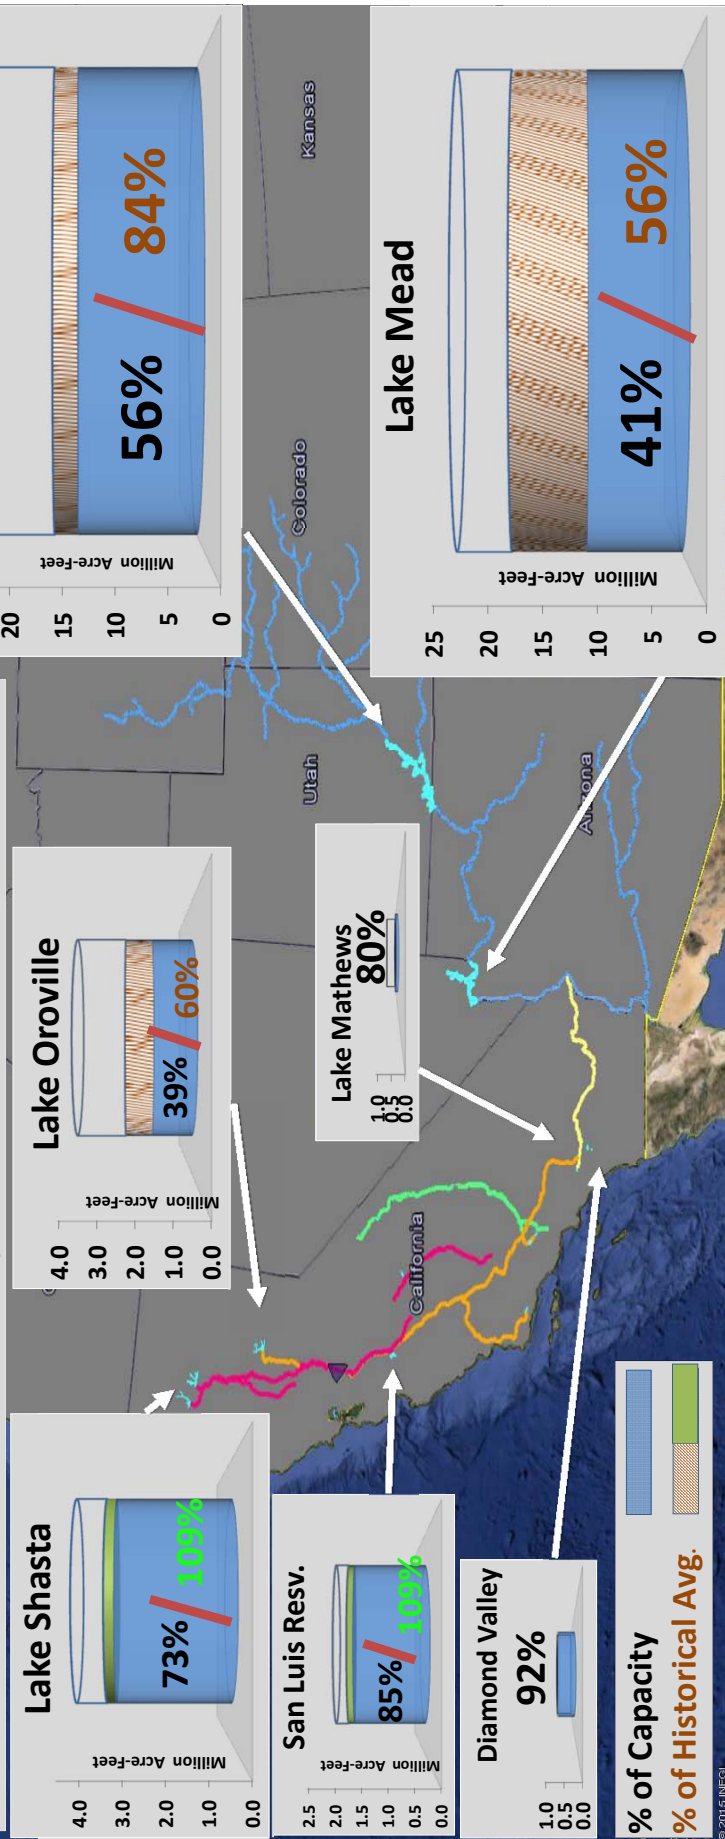 Lake Shasta
4.0
3.0
2.0
1.0
0.0
Million Acre-Feet
73%
109%
San Luis Resv.
2.5
2.0
1.5
1.0
0.5
0.0
Million Acre-Feet
85%
109%
Diamond Valley
1.0
0.5
0.0
92%
% of Capacity
% of Historical Avg.
Lake Oroville
4.0
3.0
2.0
1.0
0.0
Million Acre-Feet
39%
60%
Lake Mathews
1.0
0.5
0.0
80%
20
15
10
5
0
Million Acre-Feet
56%
84%
Lake Mead
25
20
15
10
5
0
Million Acre-Feet
41%
56%
California
Utah
Arizona
Colorado
Kansas
© 2015 INEGI